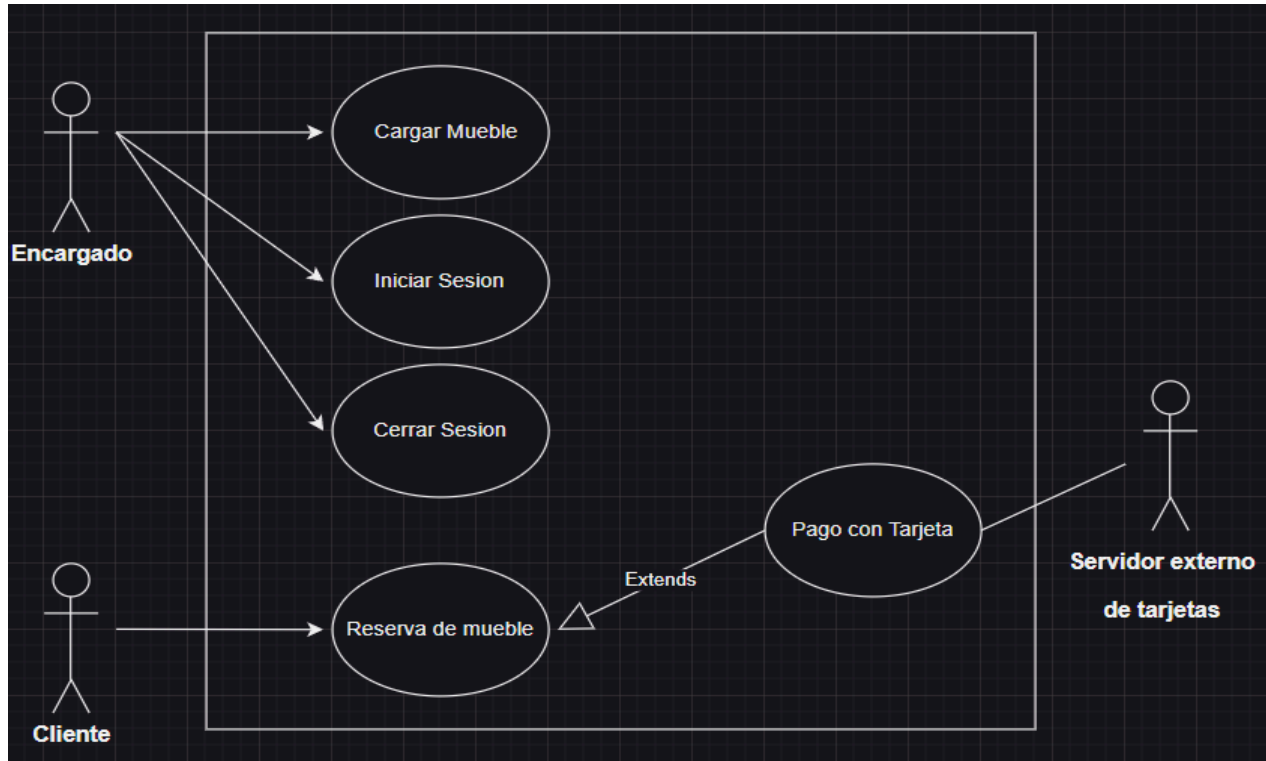 Cargar Mueble
Encargado
Iniciar Sesion
Cerrar Sesion
Pago con Tarjeta
Servidor externo
de tarjetas
Extends
Reserva de mueble
Cliente